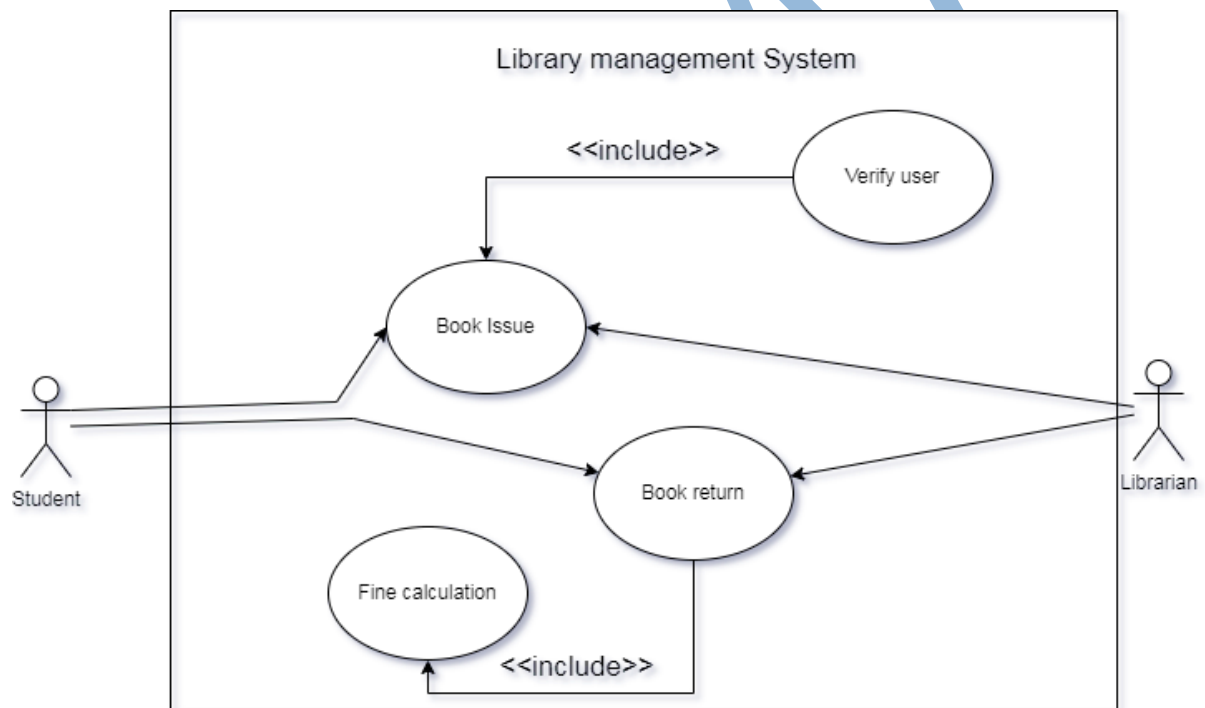 Library management System
<<include>>
Verify user
Book Issue
Student
Librarian
Book return
Fine calculation
<<include>>